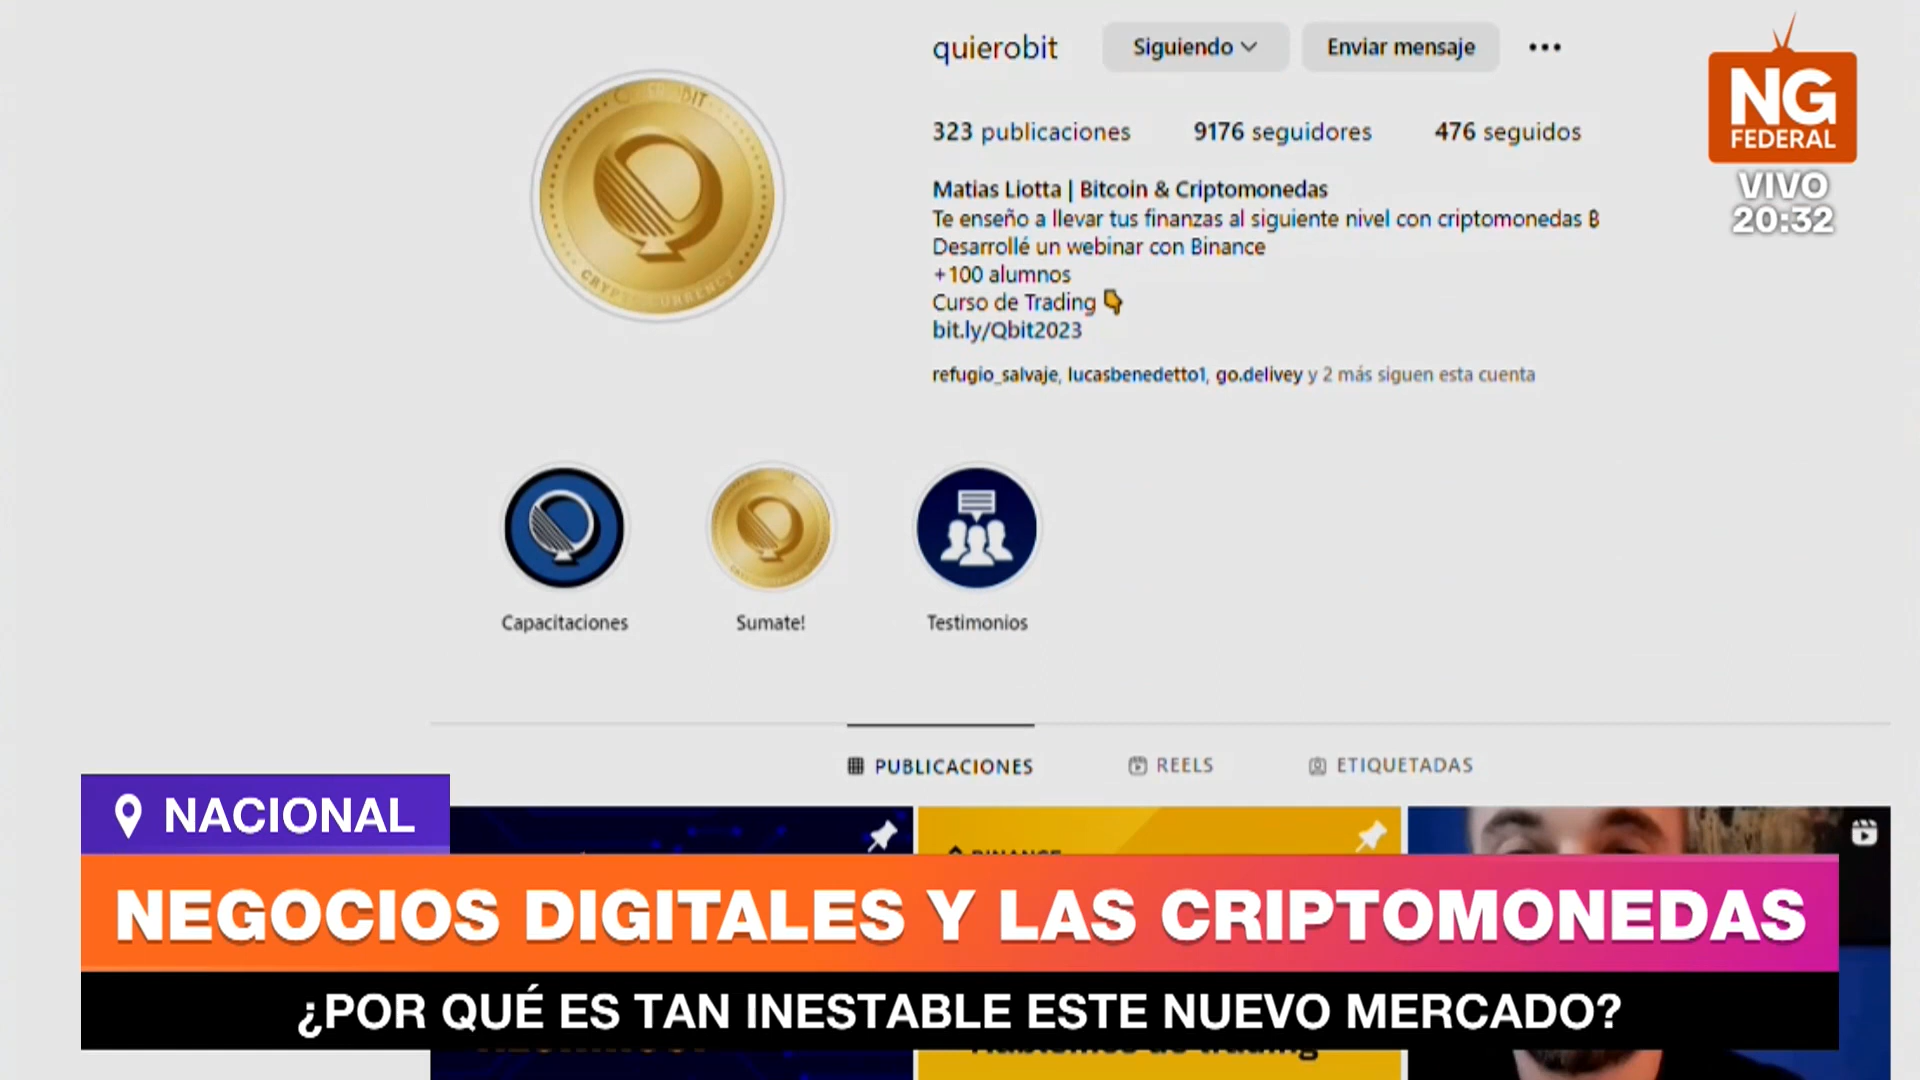 quierobit
Siguiendo
Enviar mensaje
323 publicaciones
9176 seguidores
476 seguidos
Matias Liotta | Bitcoin & Criptomonedas
Te enseño a llevar tus finanzas al siguiente nivel con criptomonedas ₿
Desarrollé un webinar con Binance
+100 alumnos
Curso de Trading 👇
bit.ly/Qbit2023
refugio_salvaje, lucasbenedetto1, go.delivey y 2 más siguen esta cuenta
NG
FEDERAL
VIVO
20:32
CRYPTOCURRENCY
Capacitaciones
Sumate!
Testimonios
PUBLICACIONES
REELS
ETIQUETADAS
BINANCE
NACIONAL
NEGOCIOS DIGITALES Y LAS CRIPTOMONEDAS
¿POR QUÉ ES TAN INESTABLE ESTE NUEVO MERCADO?